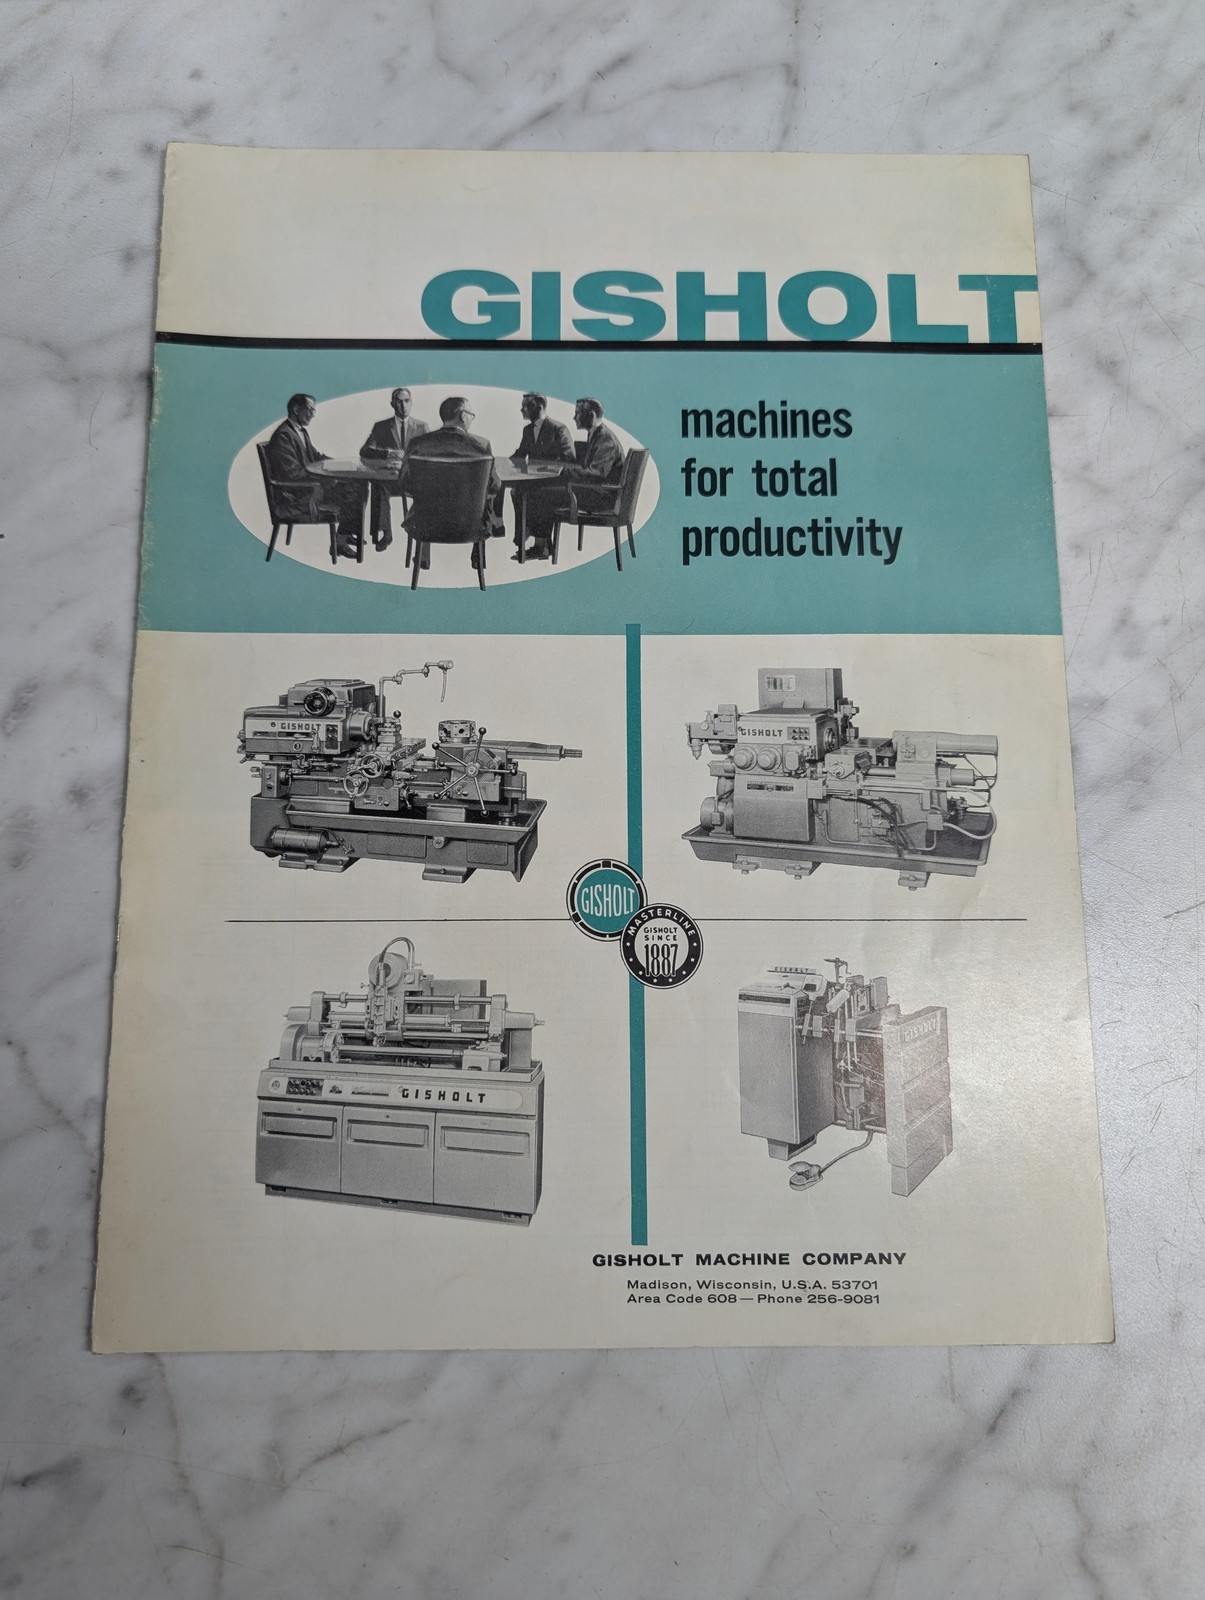 GISHOLT
machines
for total
productivity
GISHOLT
GISHOLT
GISHOLT
MASTERLINE
GISHOLT
SINCE
1887
GISHOLT
GISHOLT
GISHOLT
GISHOLT MACHINE COMPANY
Madison, Wisconsin, U.S.A. 53701
Area Code 608 — Phone 256-9081